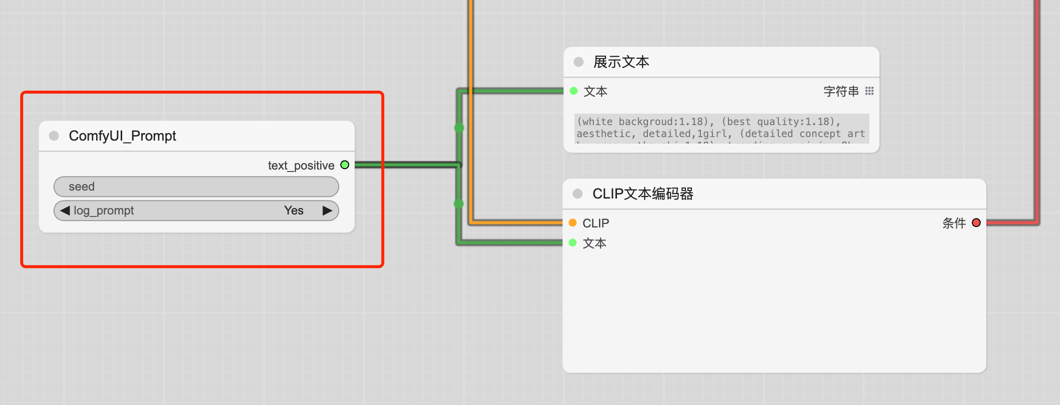 ComfyUI_Prompt
text_positive
seed
log_prompt Yes
展示文本
文本 字符串
(white backgroud:1.18), (best quality:1.18),
aesthetic, detailed,1girl, (detailed concept art
CLIP文本编码器
CLIP 条件
文本